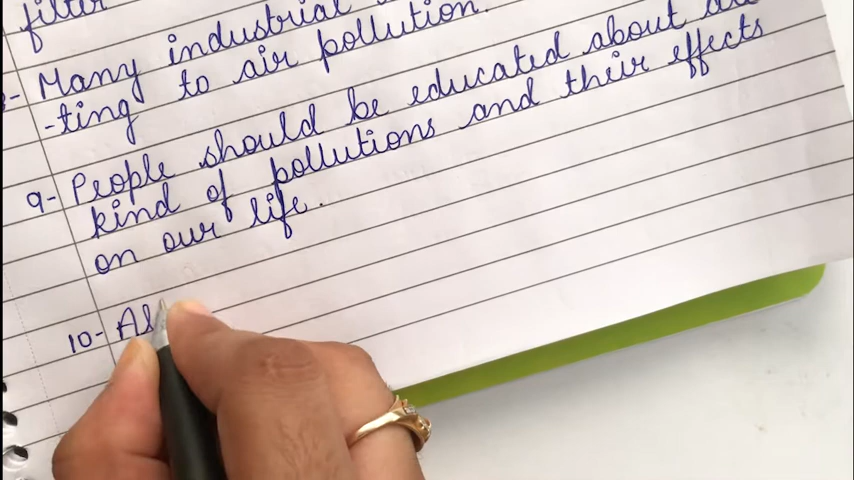 filter
Many industrial
-ting to air pollution.
9- People should be educated about
kind of pollutions and their effects
on our life.
10- Al